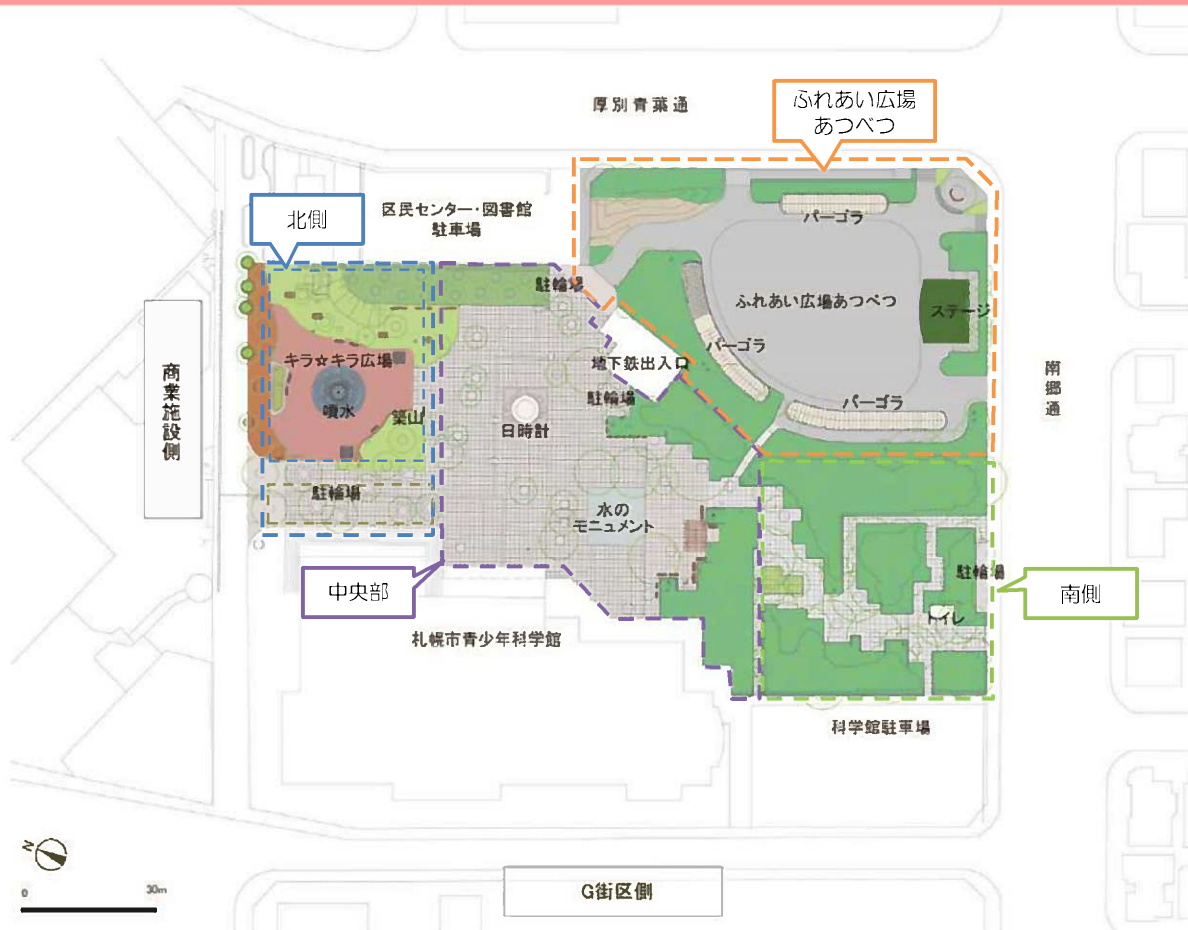 厚別青葉通
ふれあい広場
あつべつ
北側
区民センター・図書館
駐車場
パーゴラ
駐輪場
ふれあい広場あつべつ
ステージ
商業施設側
キラ☆キラ広場
噴水
築山
地下鉄出入口
パーゴラ
駐輪場
パーゴラ
南郷通
日時計
駐輪場
水の
モニュメント
中央部
駐輪場
南側
トイレ
札幌市青少年科学館
科学館駐車場
N
0
30m
G街区側